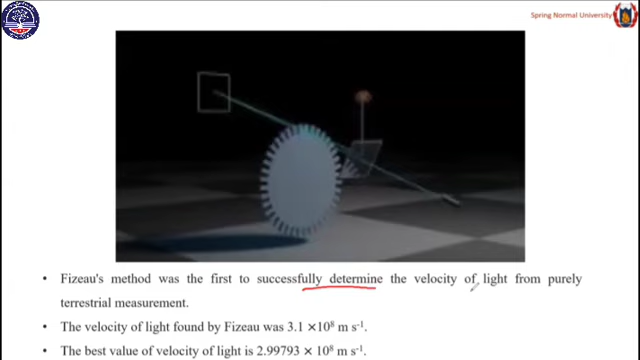 Spring Normal University
• Fizeau's method was the first to successfully determine the velocity of light from purely
terrestrial measurement.
• The velocity of light found by Fizeau was 3.1 ×10⁸ m s⁻¹.
• The best value of velocity of light is 2.99793 × 10⁸ m s⁻¹.